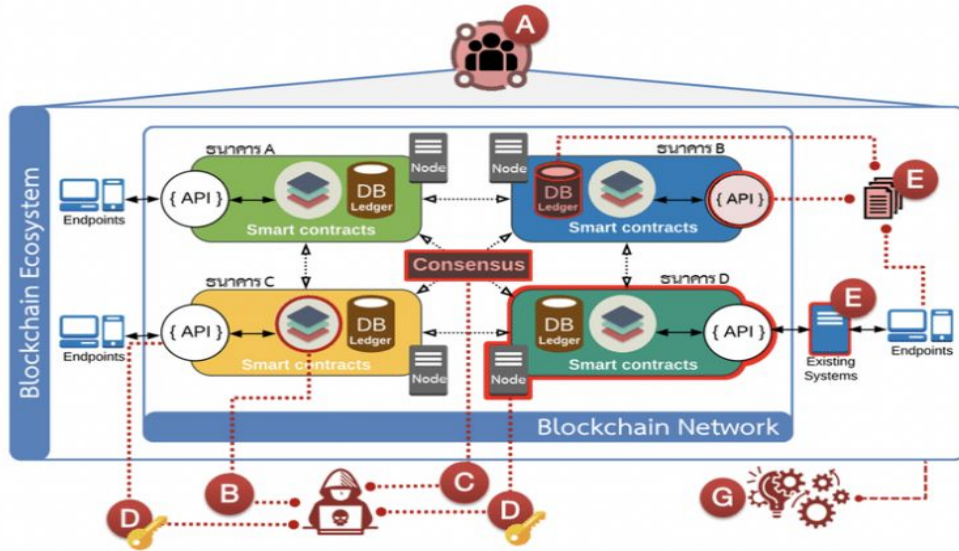 A
Blockchain Ecosystem
ธนาคาร A
Node
Node
ธนาคาร B
Endpoints
{ API }
DB
Ledger
Smart contracts
DB
Ledger
{ API }
Smart contracts
E
Consensus
ธนาคาร C
ธนาคาร D
E
Endpoints
{ API }
DB
Ledger
Smart contracts
Node
DB
Ledger
{ API }
Smart contracts
Node
Existing
Systems
Endpoints
Blockchain Network
D
B
C
D
G